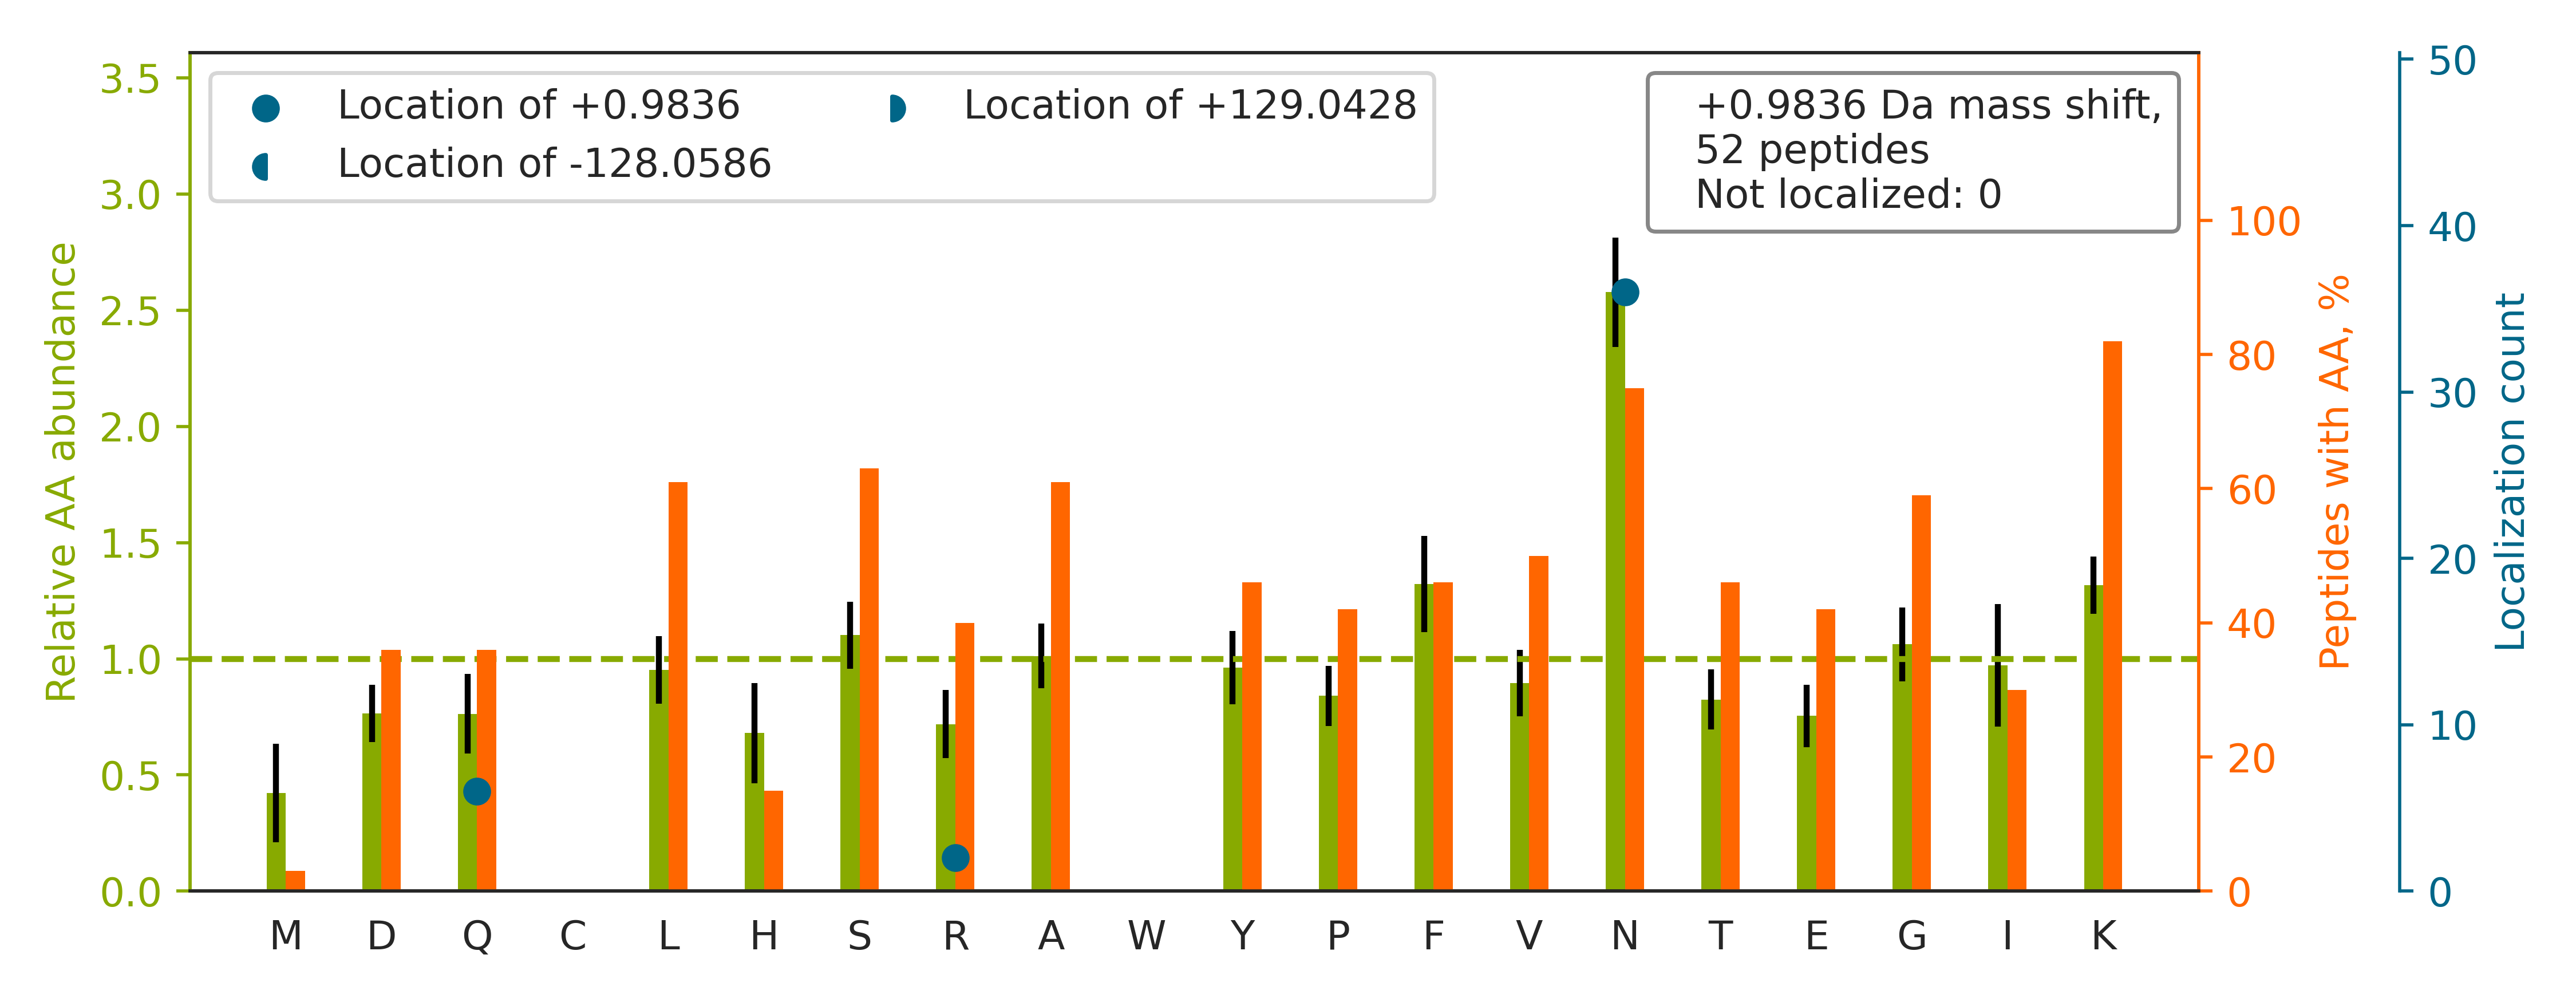 Location of +0.9836
Location of -128.0586
Location of +129.0428
+0.9836 Da mass shift,
52 peptides
Not localized: 0
Relative AA abundance
3.5
3.0
2.5
2.0
1.5
1.0
0.5
0.0
M D Q C L H S R A W Y P F V N T E G I K
100
80
60
40
20
0
Peptides with AA, %
50
40
30
20
10
0
Localization count